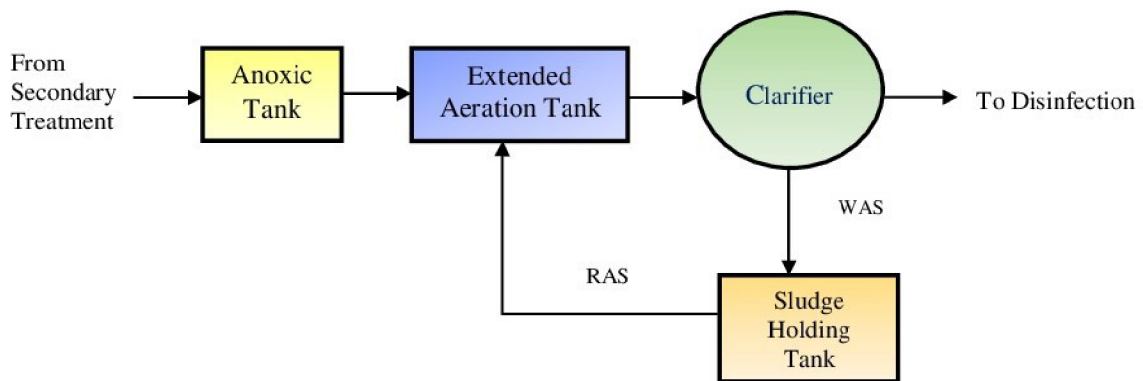 From
Secondary
Treatment
Anoxic
Tank
Extended
Aeration Tank
Clarifier
To Disinfection
WAS
RAS
Sludge
Holding
Tank